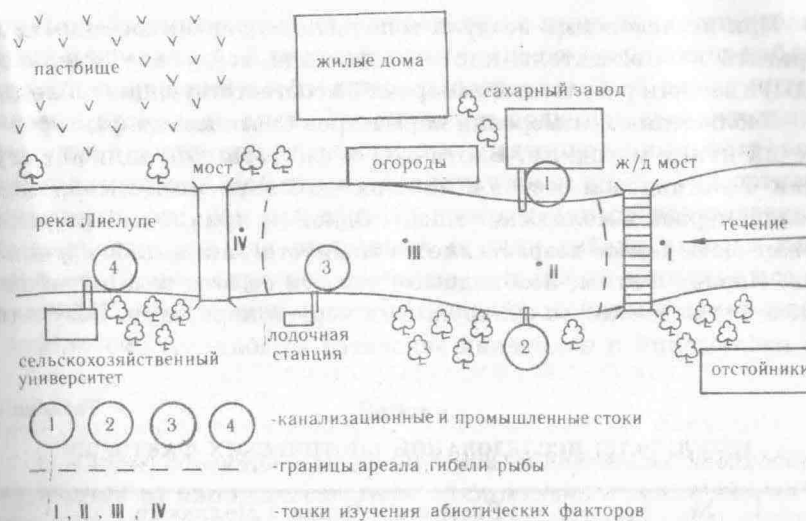 пастбище
жилые дома
сахарный завод
мост
ограды
ж/д мост
1
река Лиелупе
IV
III
I
течение
4
3
II
2
лодочная
станция
сельскохозяйственный
университет
отстойники
1 2 3 4 -канализационные и промышленные стоки
-границы ареала гибели рыбы
I , II , III , IV -точки изучения абиотических факторов